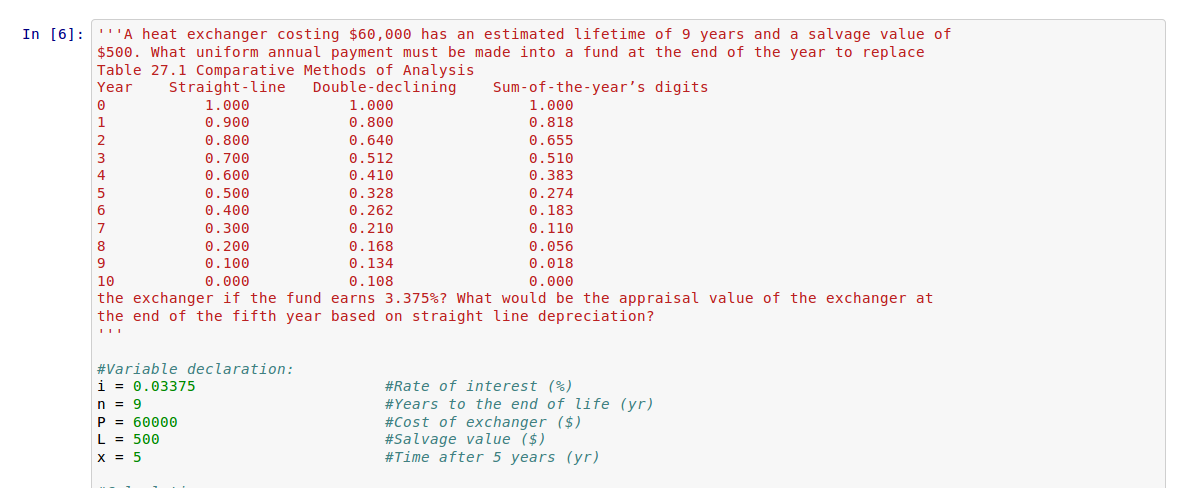 In [6]: '''A heat exchanger costing $60,000 has an estimated lifetime of 9 years and a salvage value of
$500. What uniform annual payment must be made into a fund at the end of the year to replace
Table 27.1 Comparative Methods of Analysis
Year    Straight-line   Double-declining    Sum-of-the-year’s digits
0           1.000           1.000               1.000
1           0.900           0.800               0.818
2           0.800           0.640               0.655
3           0.700           0.512               0.510
4           0.600           0.410               0.383
5           0.500           0.328               0.274
6           0.400           0.262               0.183
7           0.300           0.210               0.110
8           0.200           0.168               0.056
9           0.100           0.134               0.018
10          0.000           0.108               0.000
the exchanger if the fund earns 3.375%? What would be the appraisal value of the exchanger at
the end of the fifth year based on straight line depreciation?
'''
#Variable declaration:
i = 0.03375                     #Rate of interest (%)
n = 9                           #Years to the end of life (yr)
P = 60000                       #Cost of exchanger ($)
L = 500                         #Salvage value ($)
x = 5                           #Time after 5 years (yr)